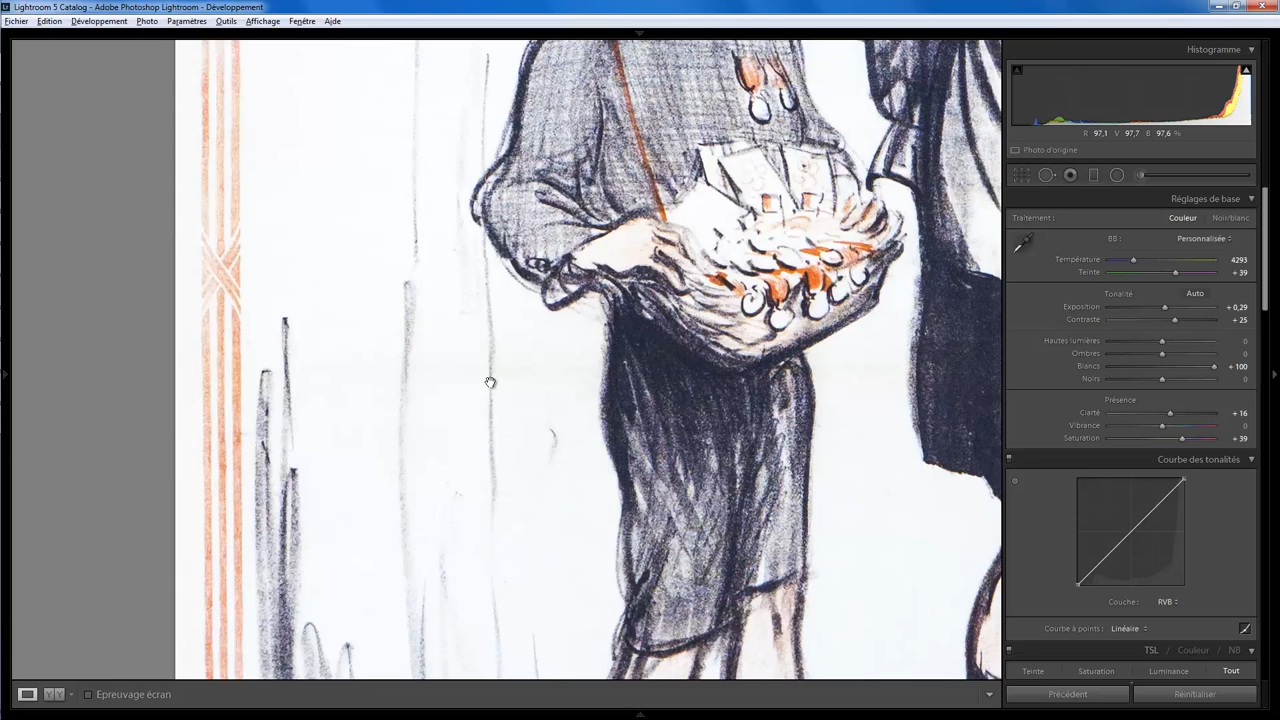 Lightroom 5 Catalog - Adobe Photoshop Lightroom - Développement
Fichier Edition Développement Photo Paramètres Outils Affichage Fenêtre Aide
Histogramme
R 97,1 V 97,7 B 97,6 %
Photo d'origine
Réglages de base
Traitement : Couleur Noir/blanc
BB : Personnalisée
Température 4293
Teinte + 39
Tonalité Auto
Exposition + 0,29
Contraste + 25
Hautes lumières 0
Ombres 0
Blancs + 100
Noirs 0
Présence
Clarté + 16
Vibrance 0
Saturation + 39
Courbe des tonalités
Couche : RVB
Courbe à points : Linéaire
TSL / Couleur / NB
Teinte Saturation Luminance Tout
YY Epreuvage écran Précédent Réinitialiser